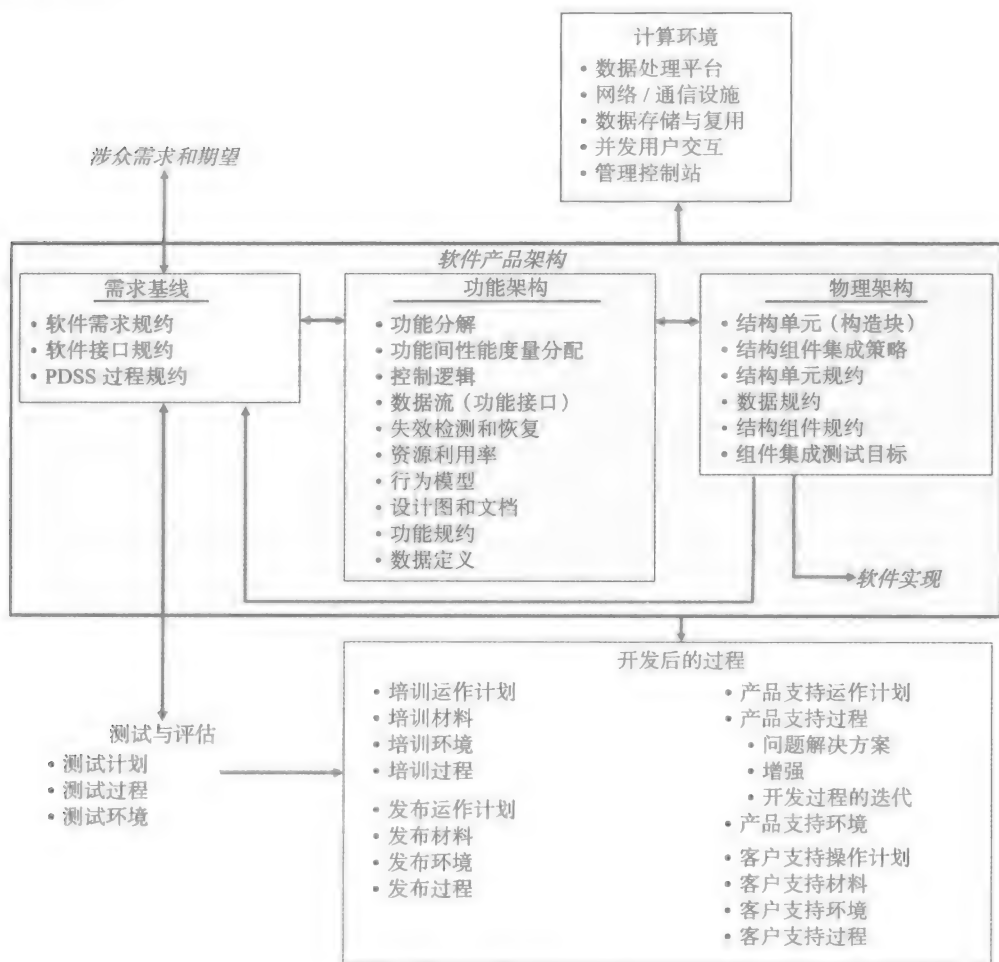 计算环境
• 数据处理平台
• 网络 / 通信设施
• 数据存储与复用
• 并发用户交互
• 管理控制站
涉众需求和期望
软件产品架构
需求基线
• 软件需求规约
• 软件接口规约
• PDSS 过程规约
功能架构
• 功能分解
• 功能间性能度量分配
• 控制逻辑
• 数据流（功能接口）
• 失效检测和恢复
• 资源利用率
• 行为模型
• 设计图和文档
• 功能规约
• 数据定义
物理架构
• 结构单元（构造块）
• 结构组件集成策略
• 结构单元规约
• 数据规约
• 结构组件规约
• 组件集成测试目标
软件实现
测试与评估
• 测试计划
• 测试过程
• 测试环境
开发后的过程
• 培训运作计划
• 培训材料
• 培训环境
• 培训过程
• 发布运作计划
• 发布材料
• 发布环境
• 发布过程
• 产品支持运作计划
• 产品支持过程
• 问题解决方案
• 增强
• 开发过程的迭代
• 产品支持环境
• 客户支持操作计划
• 客户支持材料
• 客户支持环境
• 客户支持过程